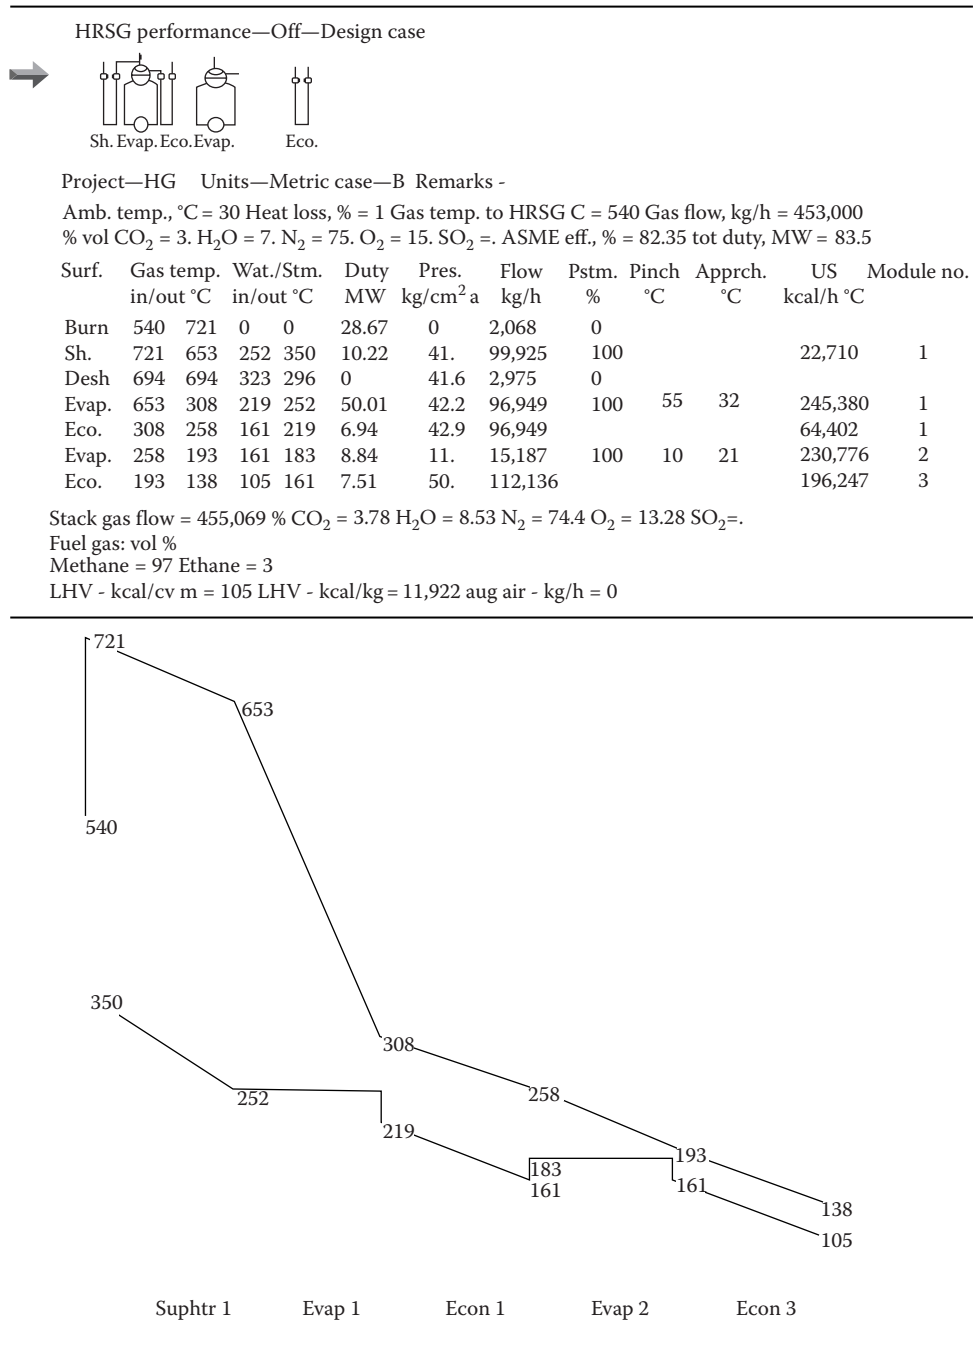 HRSG performance—Off—Design case
Sh. Evap. Eco. Evap. Eco.
Project—HG Units—Metric case—B Remarks -
Amb. temp., °C = 30 Heat loss, % = 1 Gas temp. to HRSG C = 540 Gas flow, kg/h = 453,000
% vol CO₂ = 3. H₂O = 7. N₂ = 75. O₂ = 15. SO₂ =. ASME eff., % = 82.35 tot duty, MW = 83.5
Surf. Gas temp. Wat./Stm. Duty Pres. Flow Pstm. Pinch Apprch. US Module no.
in/out °C in/out °C MW kg/cm² a kg/h % °C °C kcal/h °C
Burn 540 721 0 0 28.67 0 2,068 0
Sh. 721 653 252 350 10.22 41. 99,925 100 22,710 1
Desh 694 694 323 296 0 41.6 2,975 0
Evap. 653 308 219 252 50.01 42.2 96,949 100 55 32 245,380 1
Eco. 308 258 161 219 6.94 42.9 96,949 64,402 1
Evap. 258 193 161 183 8.84 11. 15,187 100 10 21 230,776 2
Eco. 193 138 105 161 7.51 50. 112,136 196,247 3
Stack gas flow = 455,069 % CO₂ = 3.78 H₂O = 8.53 N₂ = 74.4 O₂ = 13.28 SO₂=.
Fuel gas: vol %
Methane = 97 Ethane = 3
LHV - kcal/cv m = 105 LHV - kcal/kg = 11,922 aug air - kg/h = 0
721
653
540
350
308
252
258
219
193
183
161
161
138
105
Suphtr 1 Evap 1 Econ 1 Evap 2 Econ 3